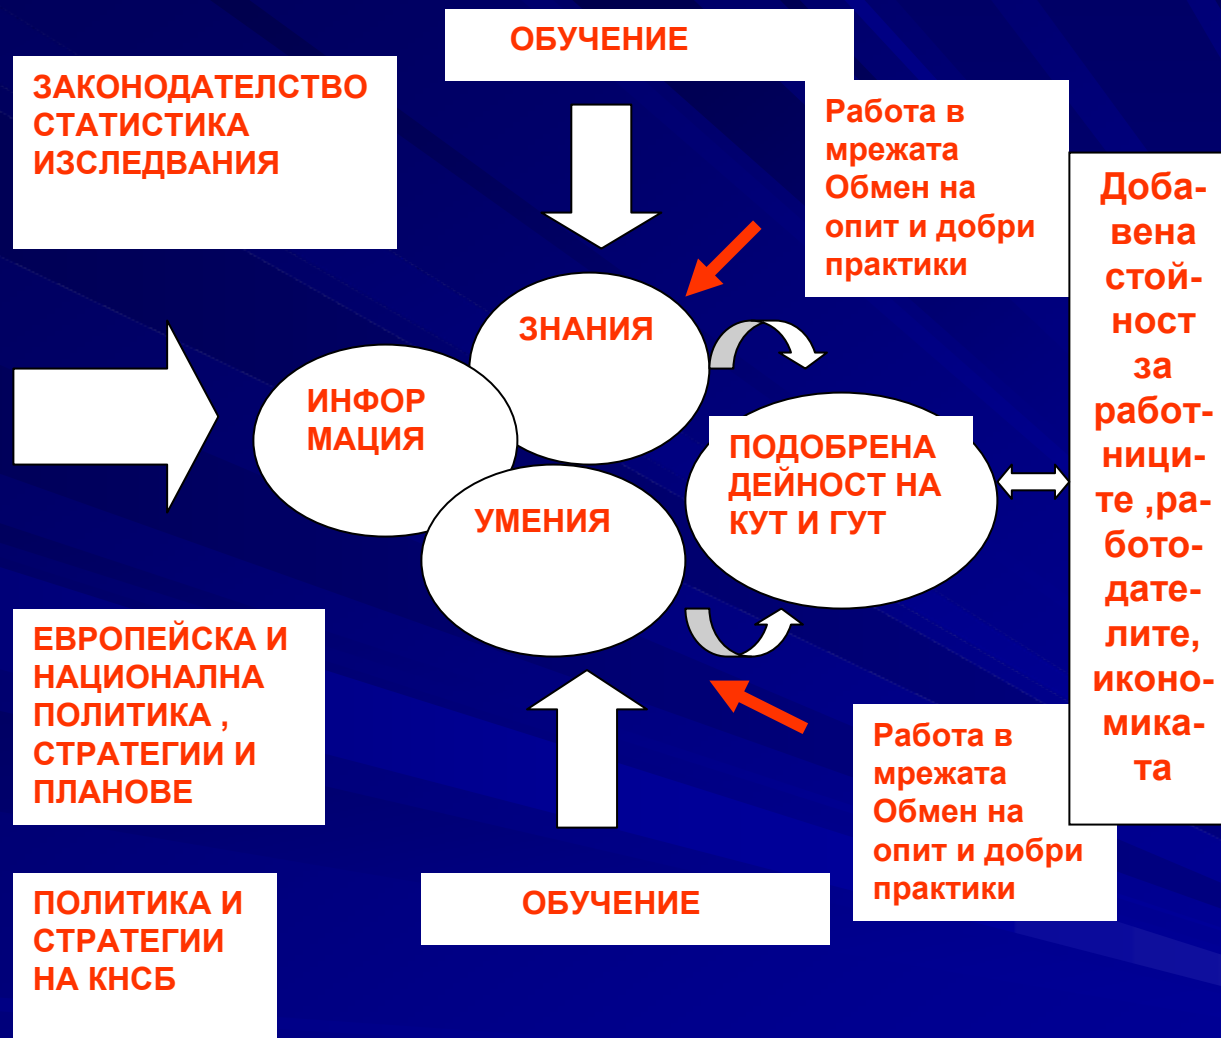 ОБУЧЕНИЕ
ЗАКОНОДАТЕЛСТВО
СТАТИСТИКА
ИЗСЛЕДВАНИЯ
Работа в
мрежата
Обмен на
опит и добри
практики
Доба-
вена
стой-
ност
за
работ-
ници-
те ,ра-
бото-
дате-
лите,
иконо-
мика-
та
ЗНАНИЯ
ИНФОР
МАЦИЯ
УМЕНИЯ
ПОДОБРЕНА
ДЕЙНОСТ НА
КУТ И ГУТ
ЕВРОПЕЙСКА И
НАЦИОНАЛНА
ПОЛИТИКА ,
СТРАТЕГИИ И
ПЛАНОВЕ
Работа в
мрежата
Обмен на
опит и добри
практики
ПОЛИТИКА И
СТРАТЕГИИ
НА КНСБ
ОБУЧЕНИЕ